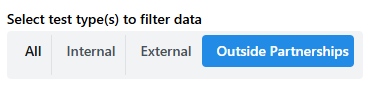 Select test type(s) to filter data
All Internal External Outside Partnerships